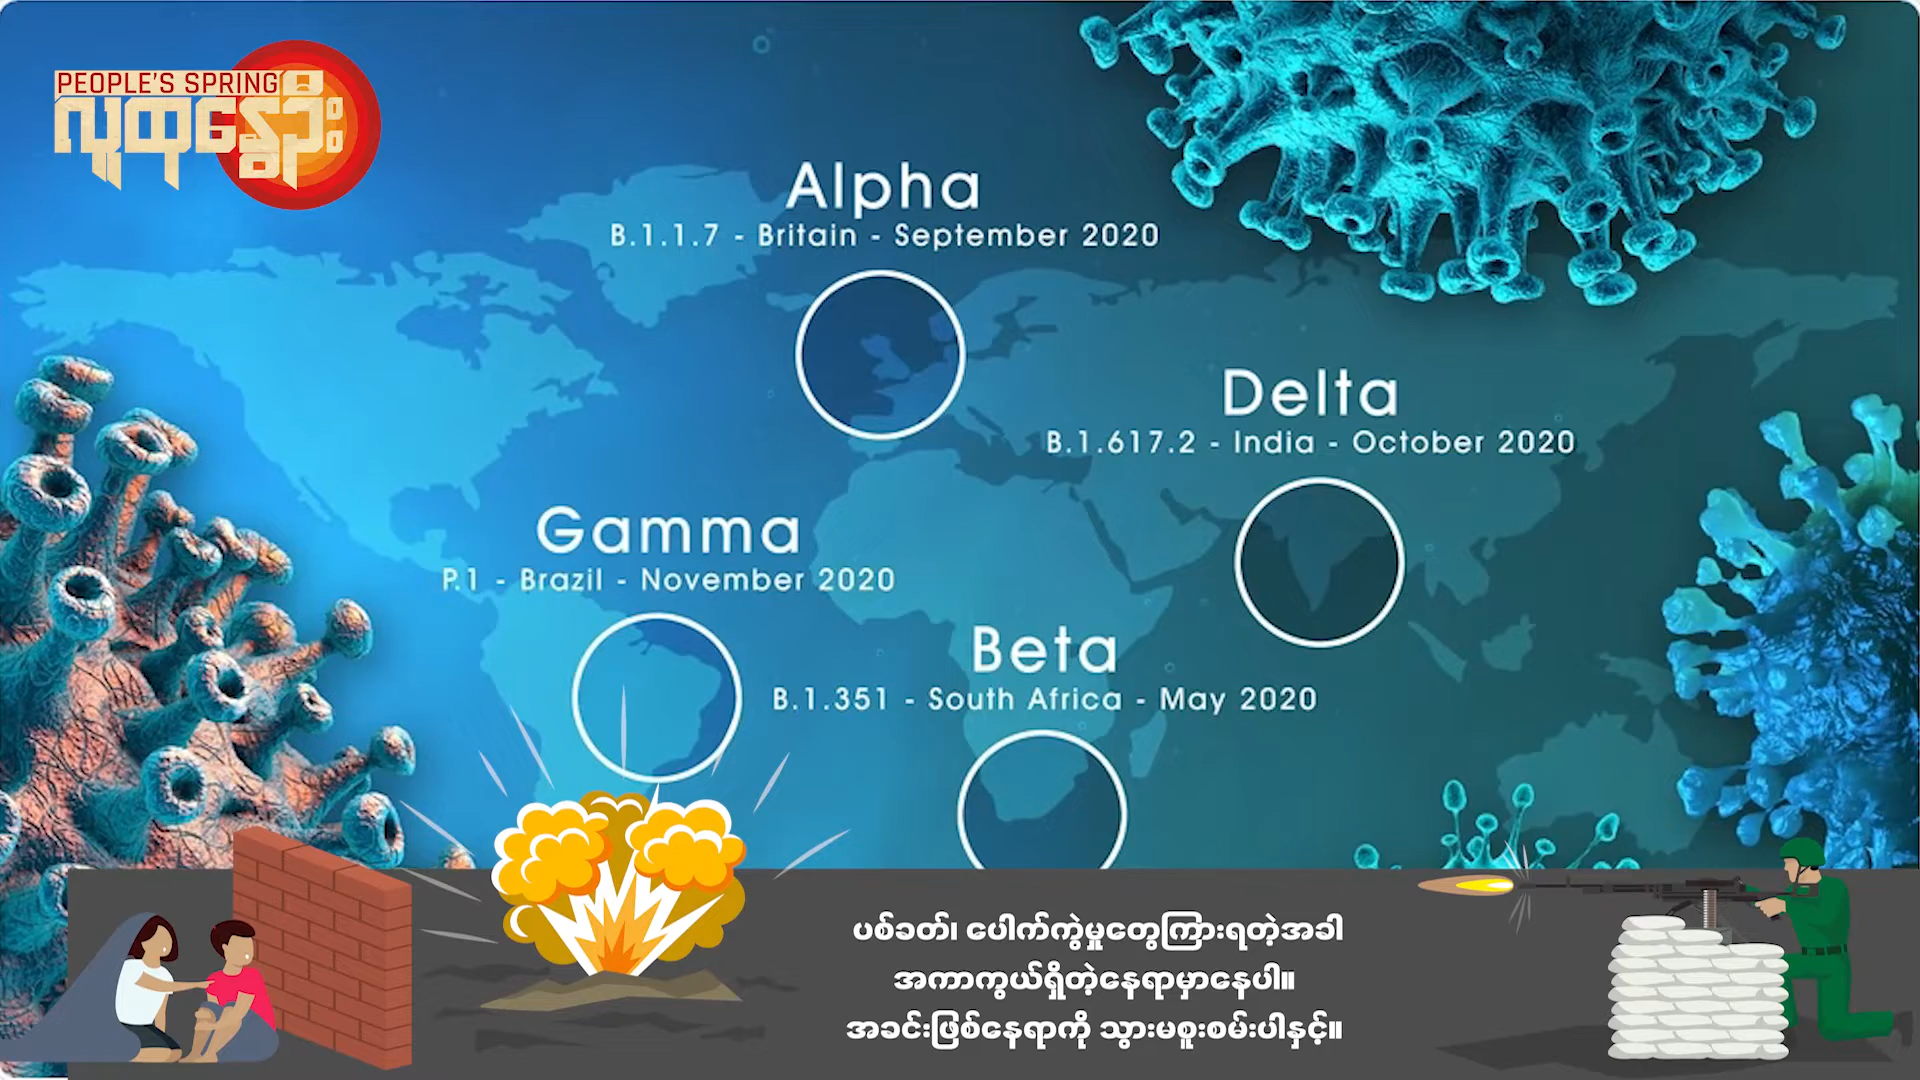 PEOPLE'S SPRING
လူထုနွေဦး
Alpha
B.1.1.7 - Britain - September 2020
Delta
B.1.617.2 - India - October 2020
Gamma
P.1 - Brazil - November 2020
Beta
B.1.351 - South Africa - May 2020
ပစ်ခတ်၊ ပေါက်ကွဲမှုတွေကြားရတဲ့အခါ
အကာကွယ်ရှိတဲ့နေရာမှာနေပါ။
အခင်းဖြစ်နေရာကို သွားမစူးစမ်းပါနှင့်။